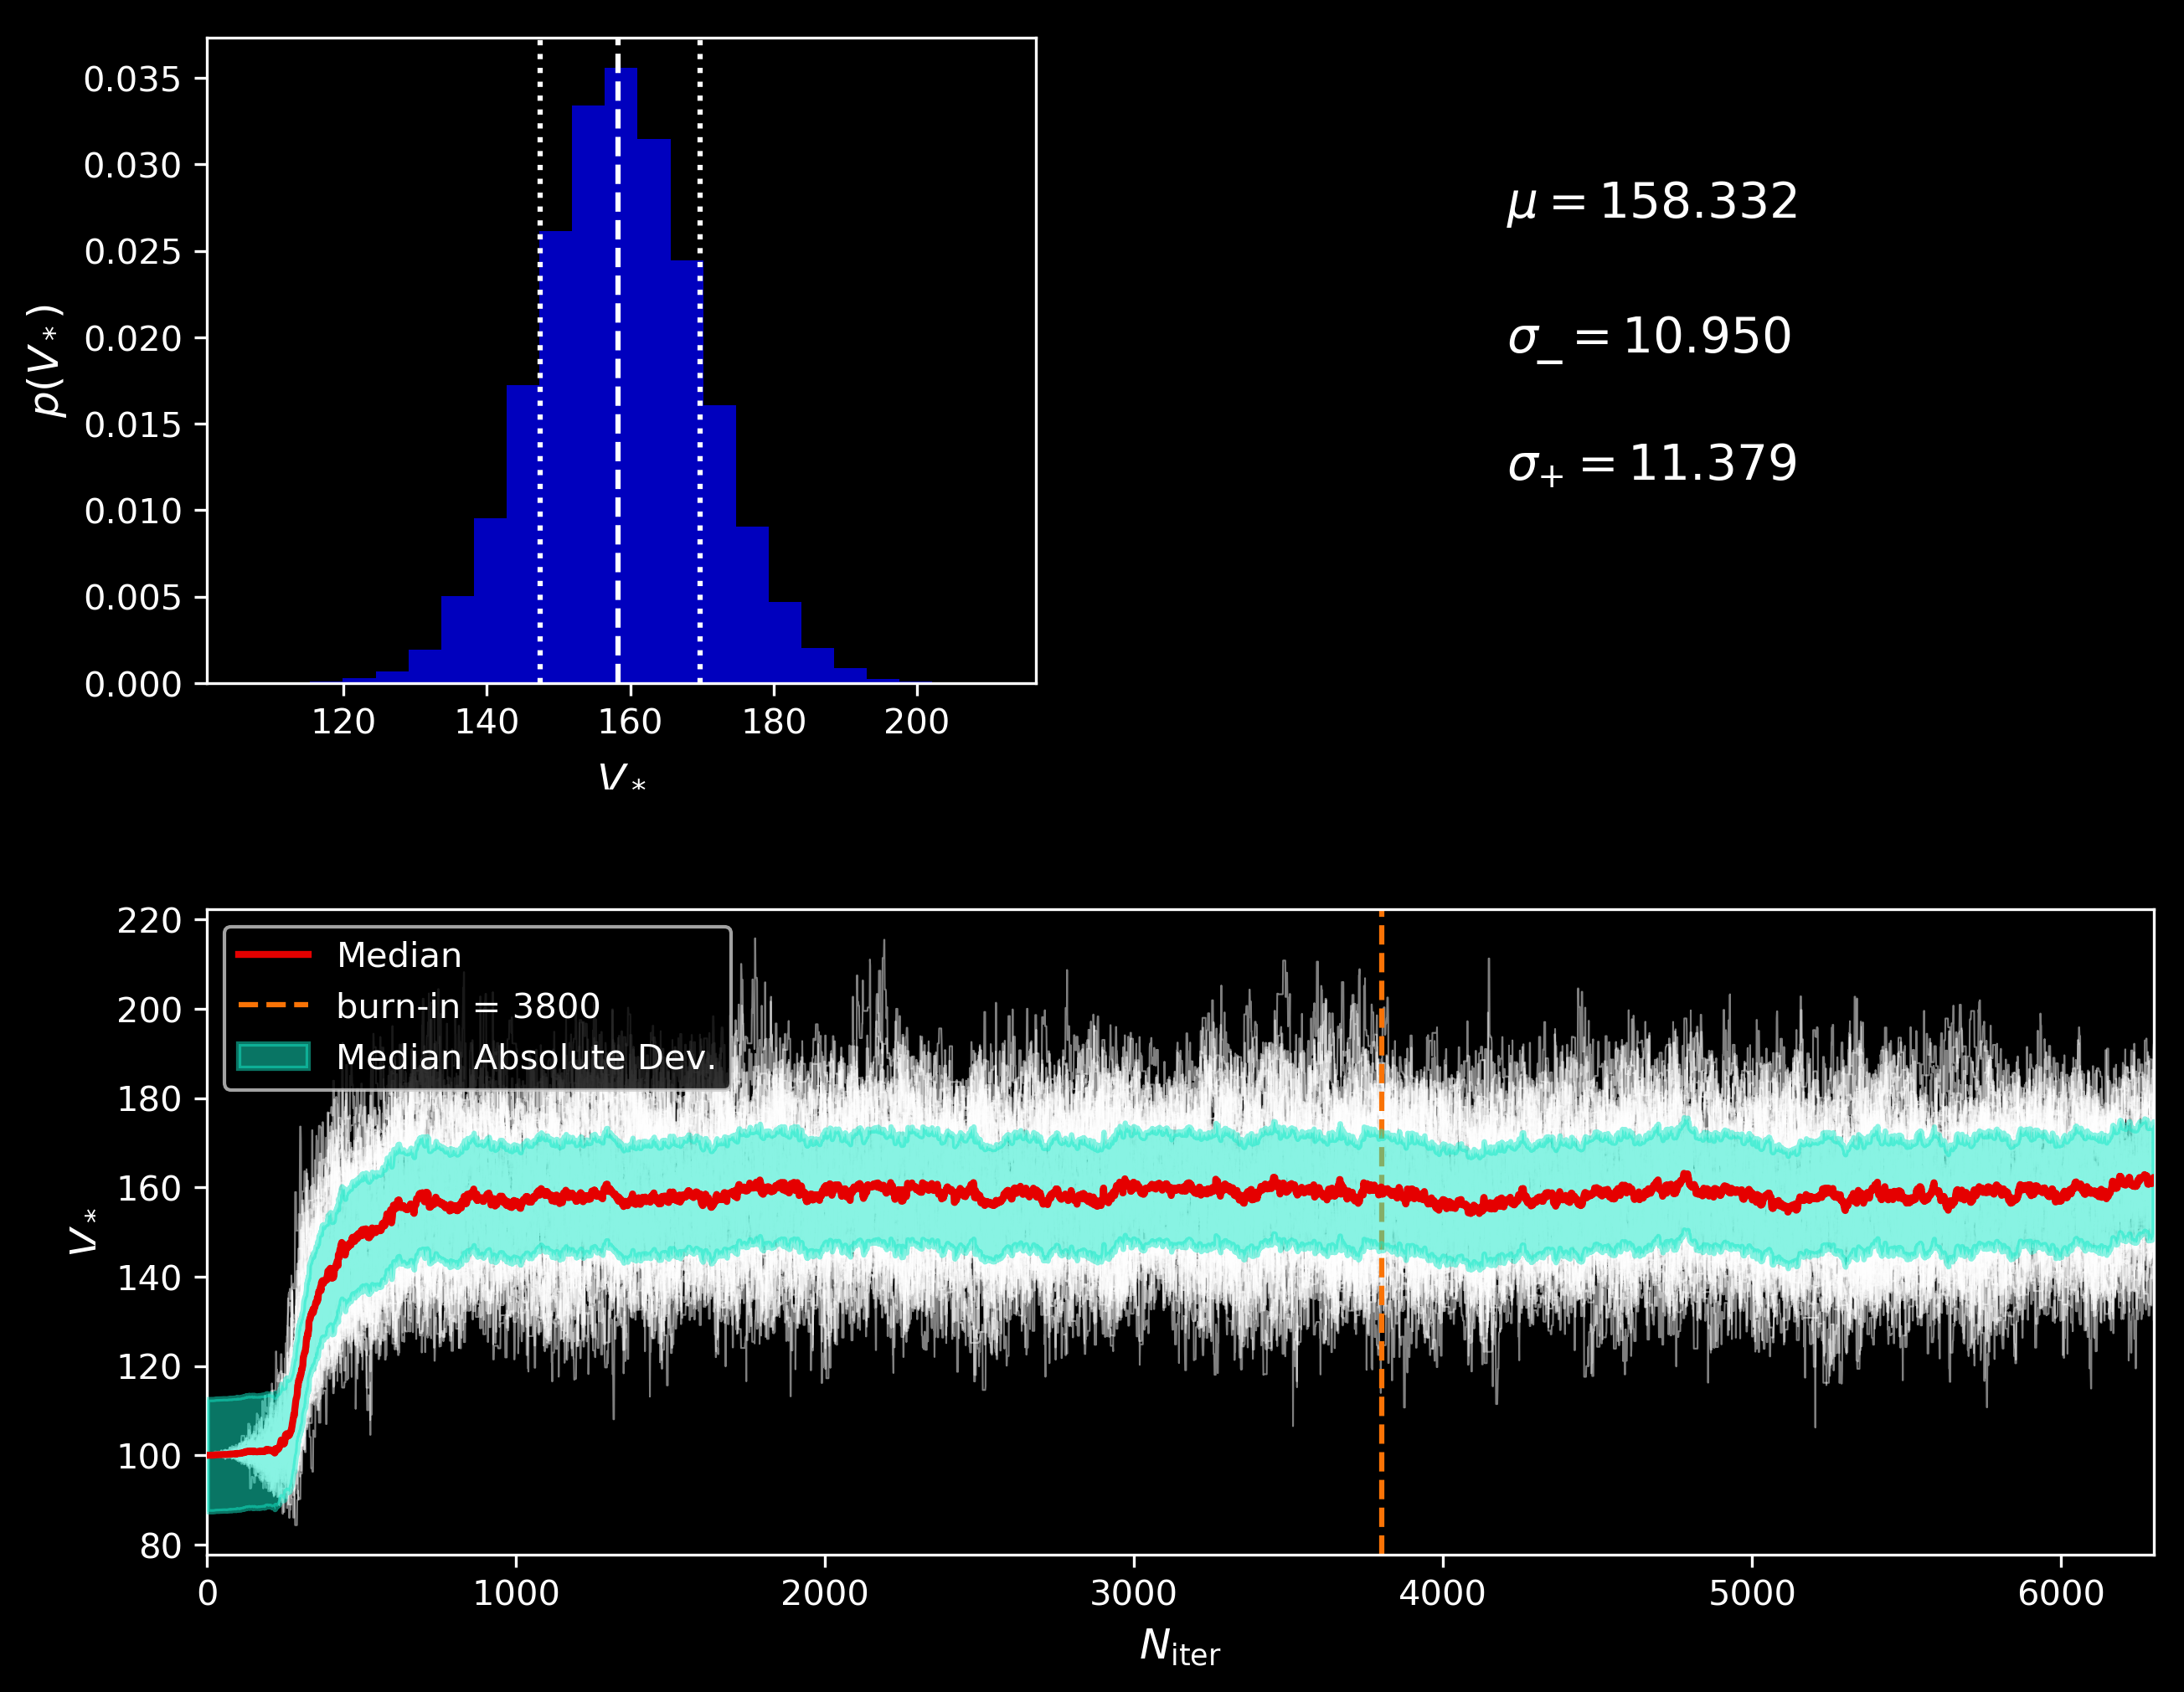 0.035
0.030
0.025
0.020
0.015
0.010
0.005
0.000
p(V*)
120 140 160 180 200
V*
μ = 158.332
σ_ = 10.950
σ+ = 11.379
220
200
180
160
140
120
100
80
V*
Median
burn-in = 3800
Median Absolute Dev.
0 1000 2000 3000 4000 5000 6000
Niter